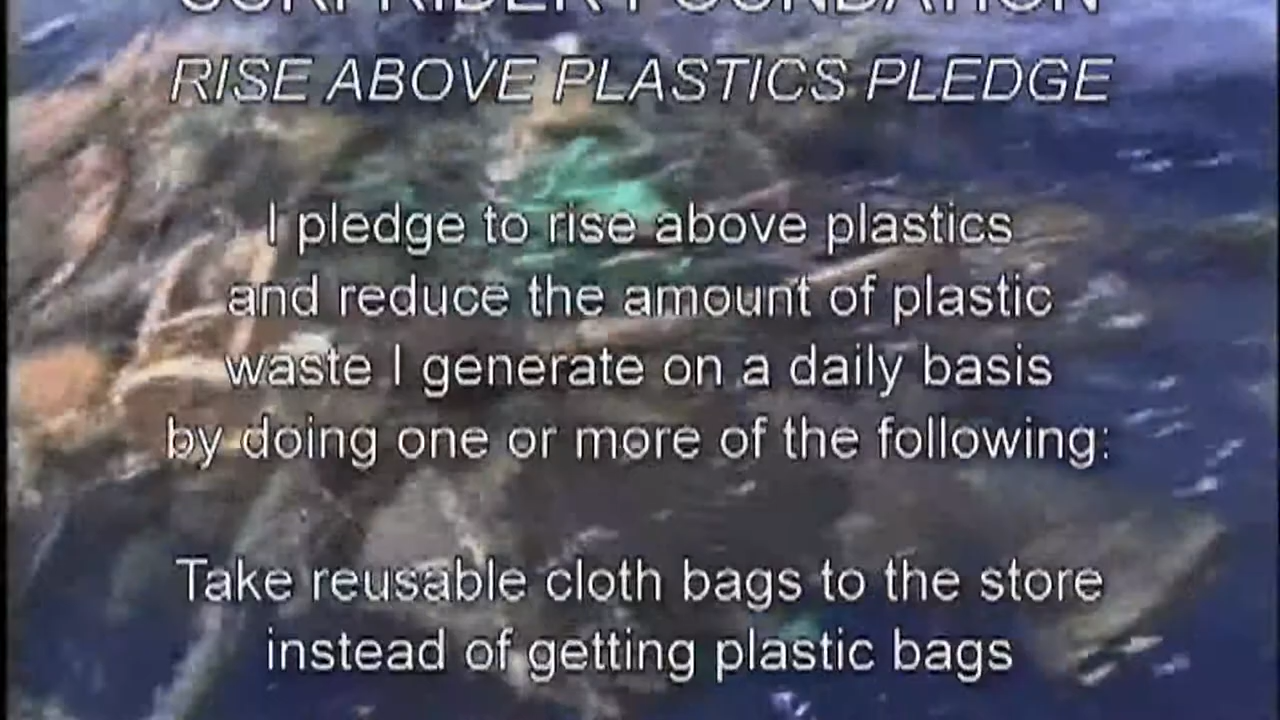 SURFRIDER FOUNDATION
RISE ABOVE PLASTICS PLEDGE
I pledge to rise above plastics
and reduce the amount of plastic
waste I generate on a daily basis
by doing one or more of the following:
Take reusable cloth bags to the store
instead of getting plastic bags